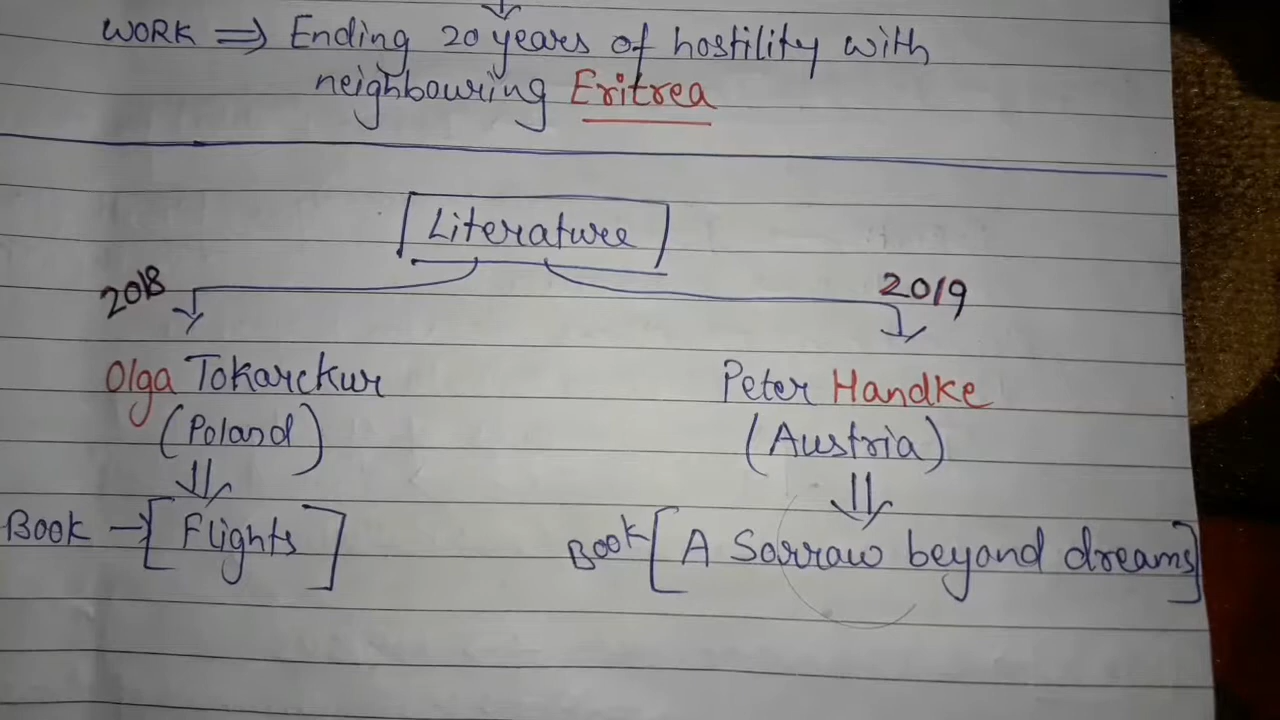 WORK ⇒ Ending 20 years of hostility with
neighbouring Eritrea
Literature
2018
2019
Olga Tokarckur
Peter Handke
(Poland)
(Austria)
Book → [Flights]
Book [A Sorraw beyond dreams]